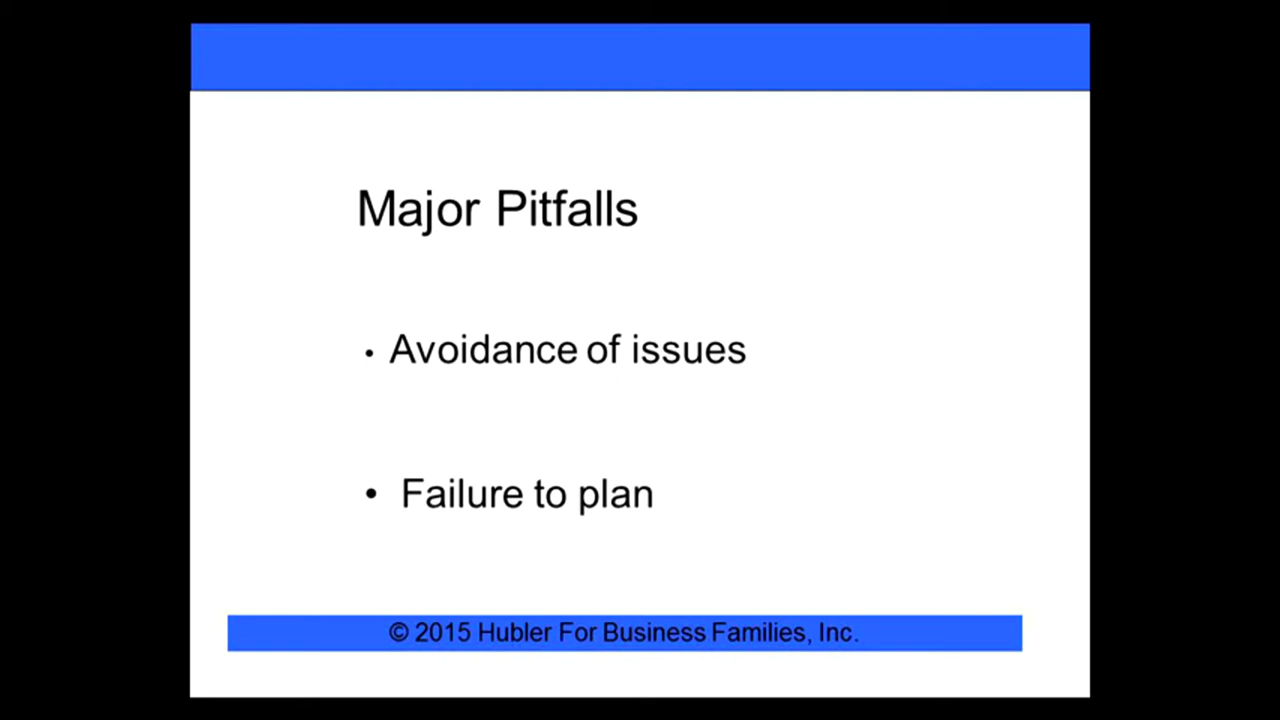 Major Pitfalls
• Avoidance of issues
• Failure to plan
© 2015 Hubler For Business Families, Inc.